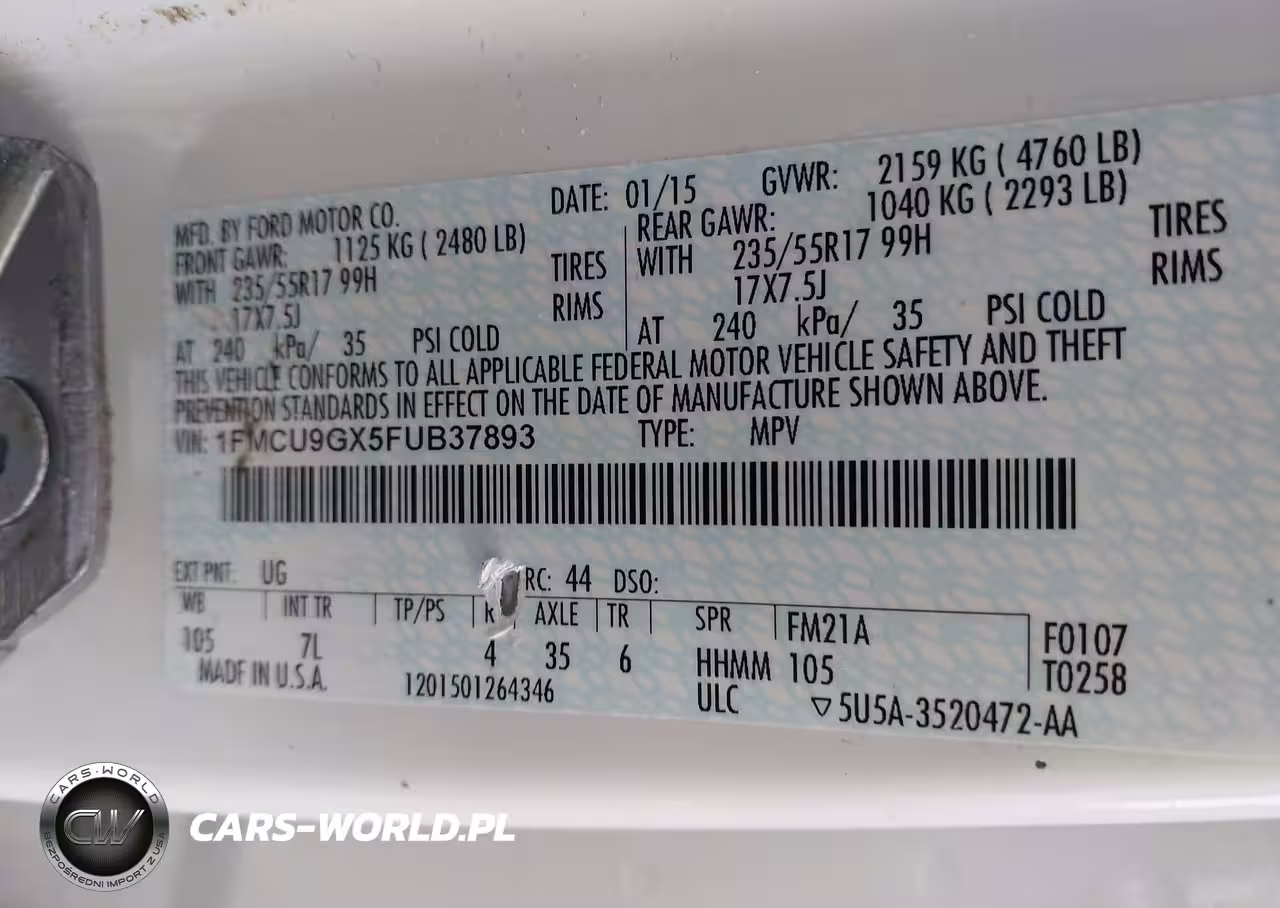 DATE: 01/15 GVWR: 2159 KG ( 4760 LB)
MFD. BY FORD MOTOR CO.
FRONT GAWR: 1125 KG ( 2480 LB)
WITH 235/55R17 99H TIRES
17X7.5J RIMS
AT 240 kPa/ 35 PSI COLD
REAR GAWR: 1040 KG ( 2293 LB)
WITH 235/55R17 99H TIRES
17X7.5J RIMS
AT 240 kPa/ 35 PSI COLD
THIS VEHICLE CONFORMS TO ALL APPLICABLE FEDERAL MOTOR VEHICLE SAFETY AND THEFT
PREVENTION STANDARDS IN EFFECT ON THE DATE OF MANUFACTURE SHOWN ABOVE.
VIN: 1FMCU9GX5FUB37893 TYPE: MPV
EXT PNT: UG RC: 44 DSO:
WB INT TR TP/PS R AXLE TR SPR FM21A F0107
105 7L 4 35 6 HHMM 105 T0258
MADE IN U.S.A. 1201501264346 ULC ▽5U5A-3520472-AA
CARS-WORLD
CW
BEZPOŚREDNI IMPORT Z USA
CARS-WORLD.PL